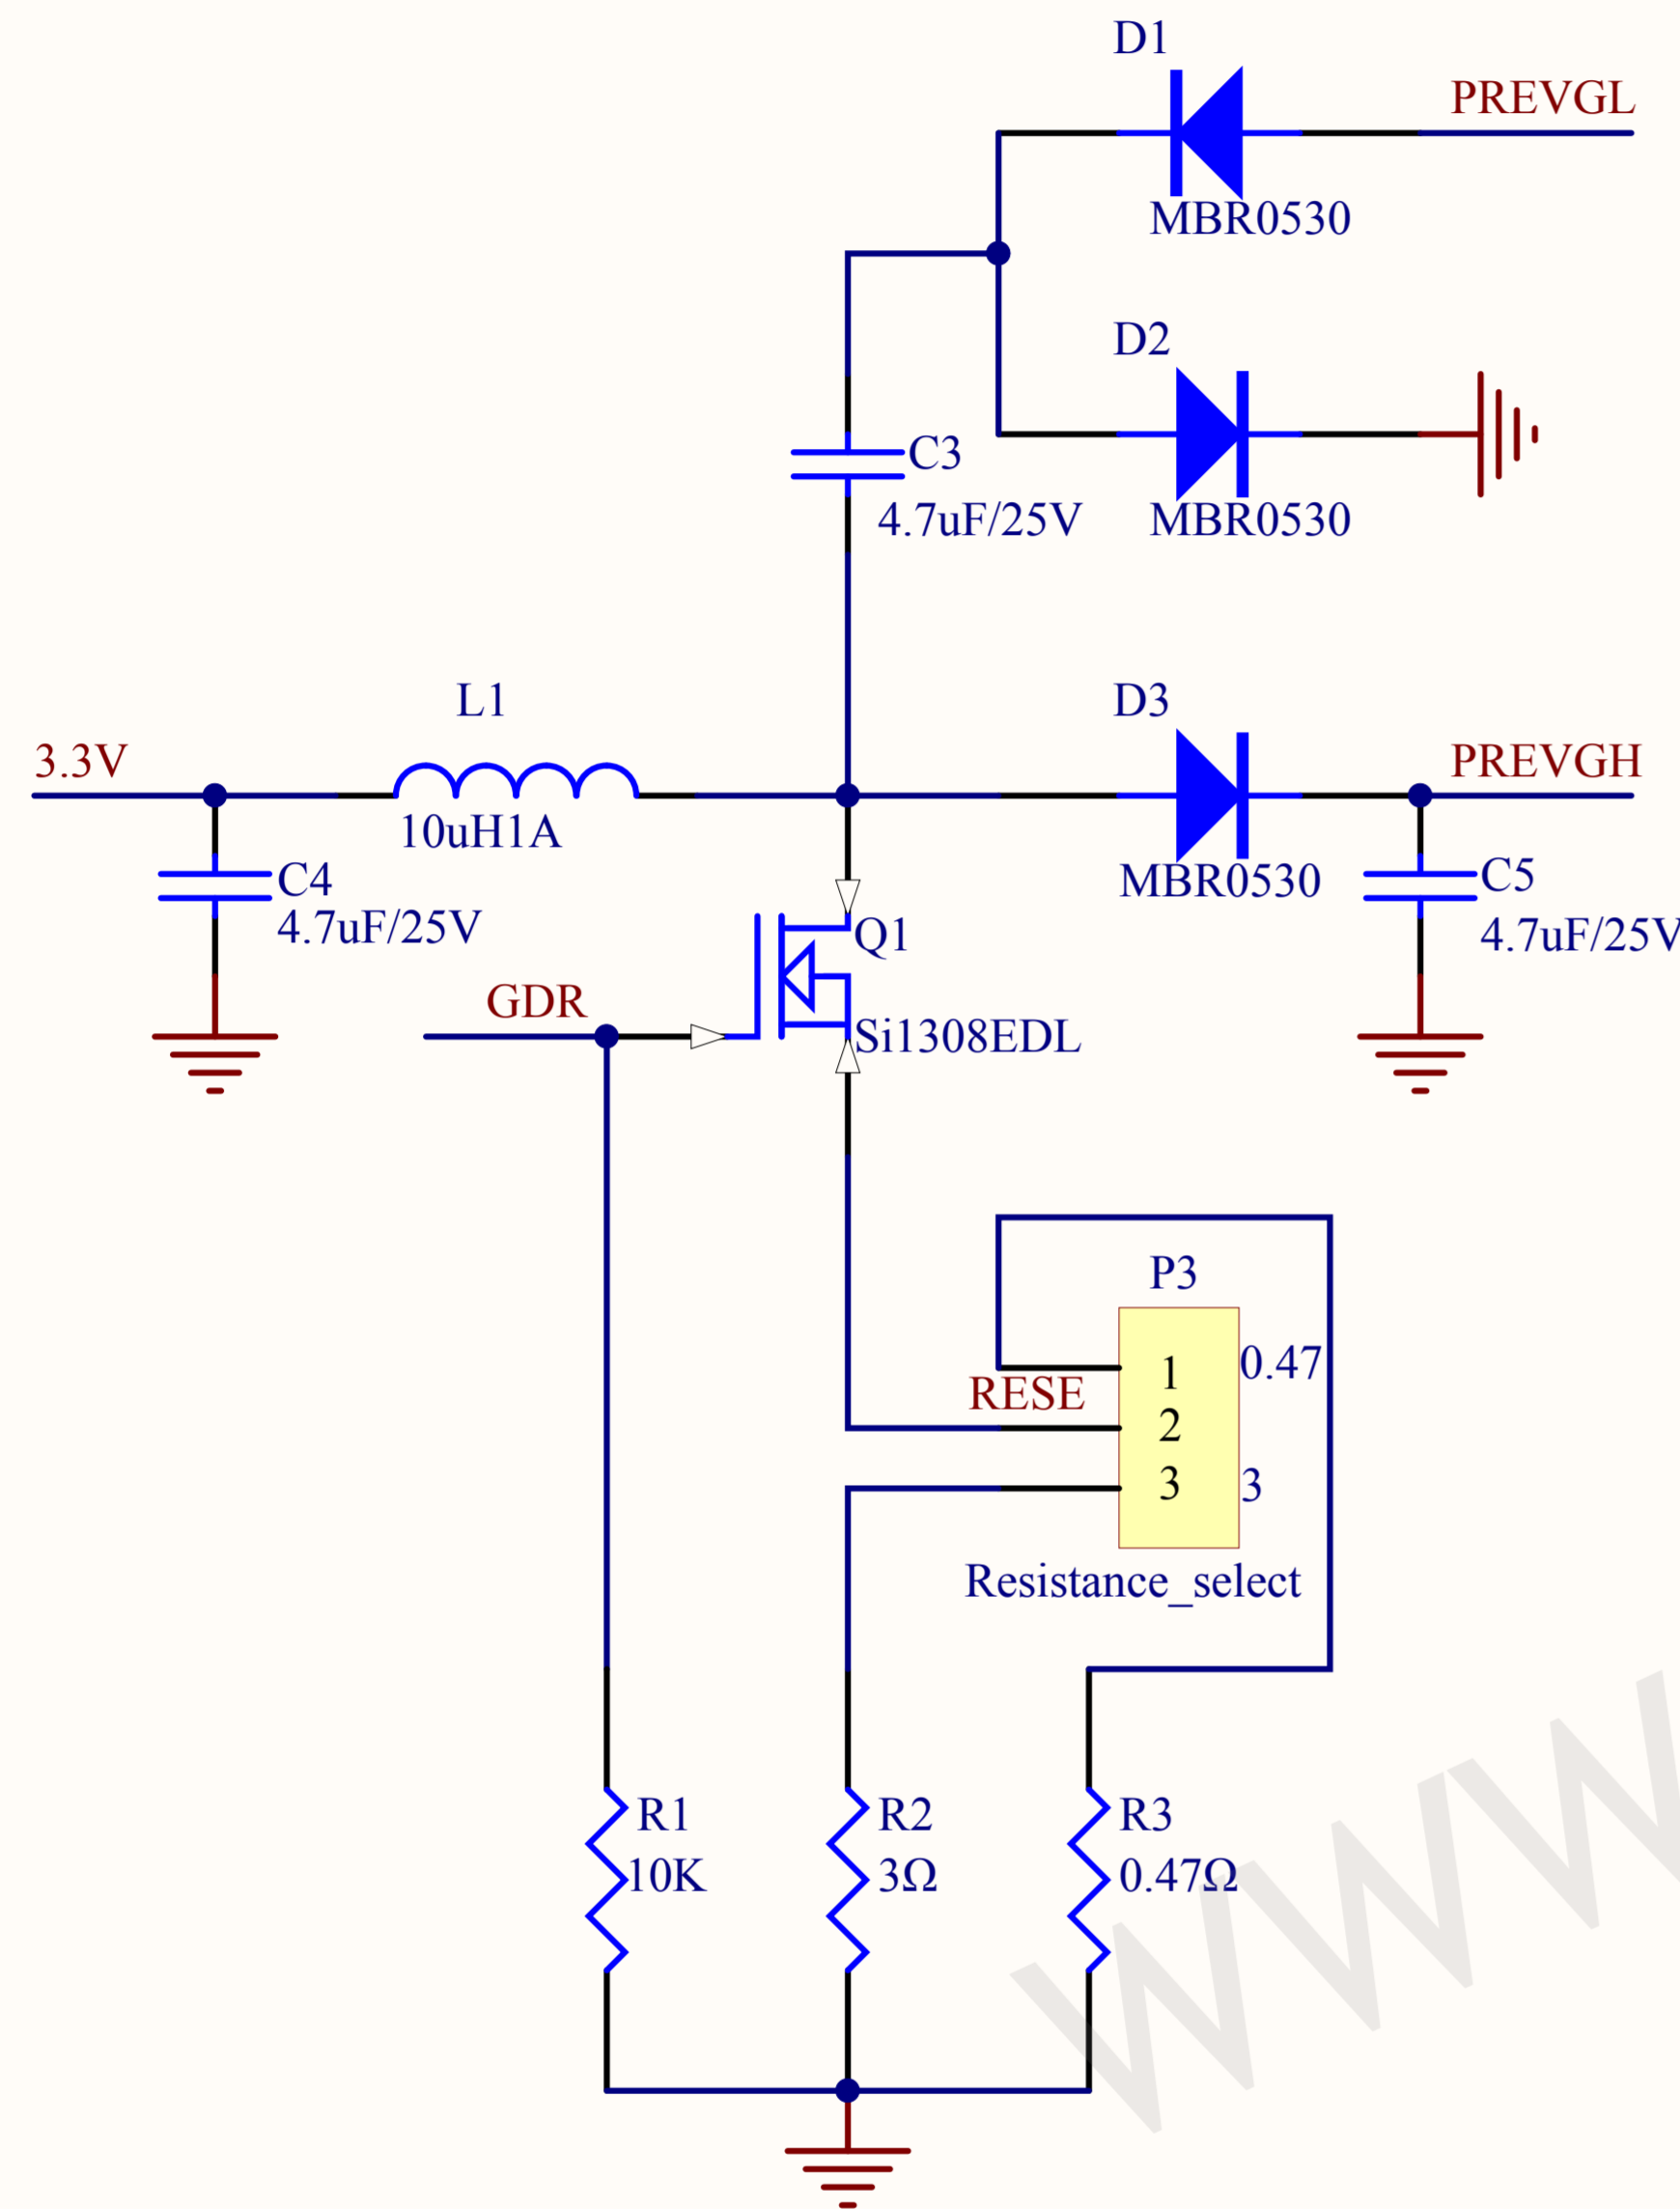 D1
PREVGL
MBR0530
D2
C3
4.7uF/25V
MBR0530
L1
D3
3.3V
PREVGH
10uH1A
MBR0530
C4
4.7uF/25V
C5
4.7uF/25V
Q1
GDR
Si1308EDL
P3
1
0.47
RESE
2
3
3
Resistance_select
R1
10K
R2
3Ω
R3
0.47Ω
www